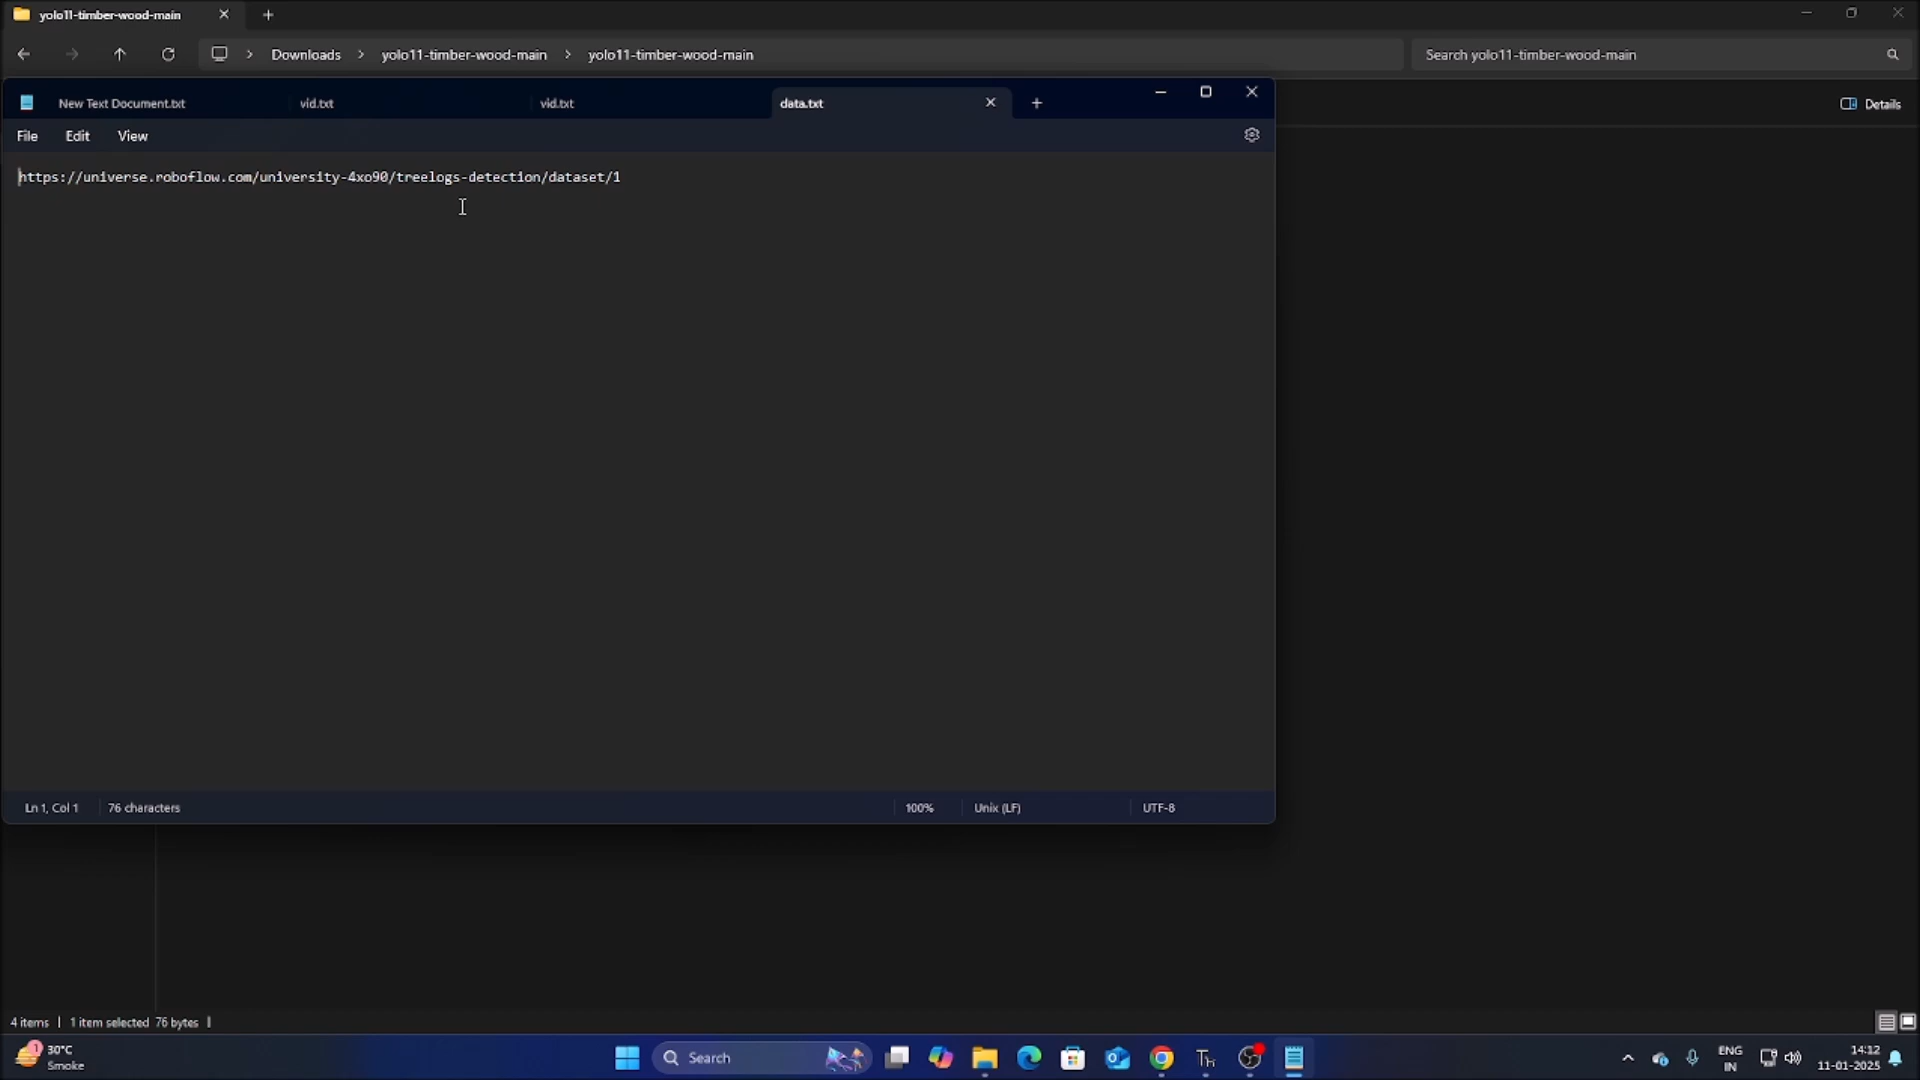 yolo11-timber-wood-main
Downloads > yolo11-timber-wood-main > yolo11-timber-wood-main
Search yolo11-timber-wood-main
New Text Document.txt
vid.txt
vid.txt
data.txt
Details
File Edit View
https://universe.roboflow.com/university-4xo90/treelogs-detection/dataset/1
Ln 1, Col 1
76 characters
100%
Unix (LF)
UTF-8
4 items
1 item selected 76 bytes
1
30°C
Smoke
Search
ENG
IN
14:12
11-01-2025